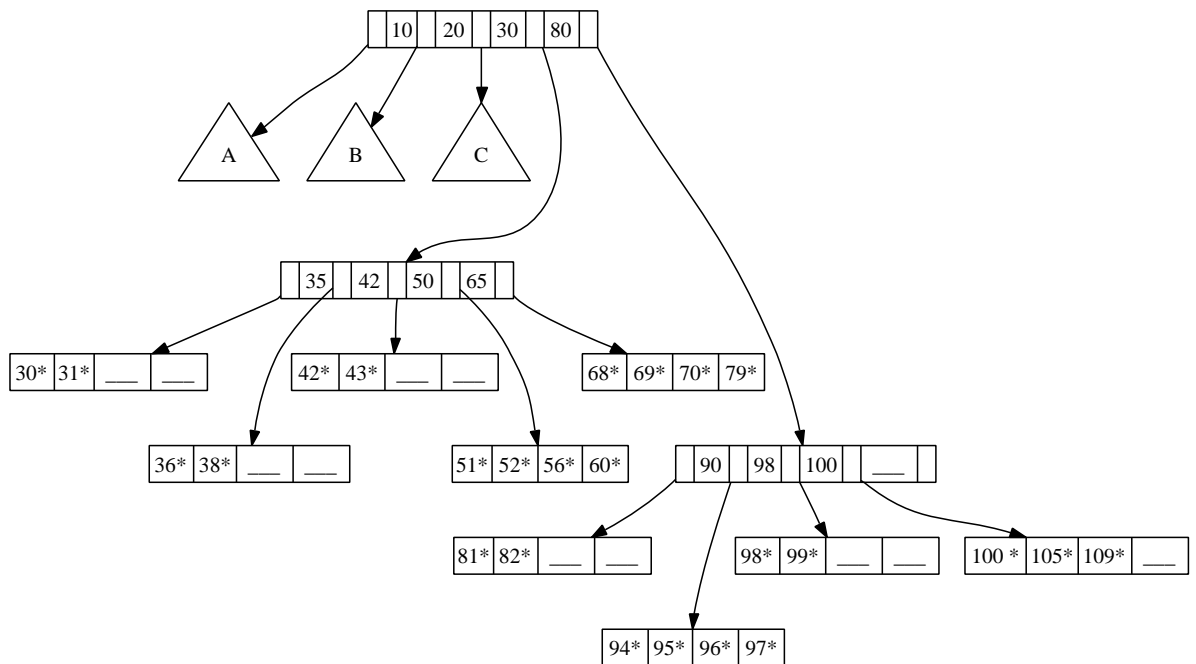 10 20 30 80
A B C
35 42 50 65
30* 31* ___ ___ 42* 43* ___ ___ 68* 69* 70* 79*
36* 38* ___ ___ 51* 52* 56* 60* 90 98 100 ___
81* 82* ___ ___ 98* 99* ___ ___ 100 * 105* 109* ___
94* 95* 96* 97*